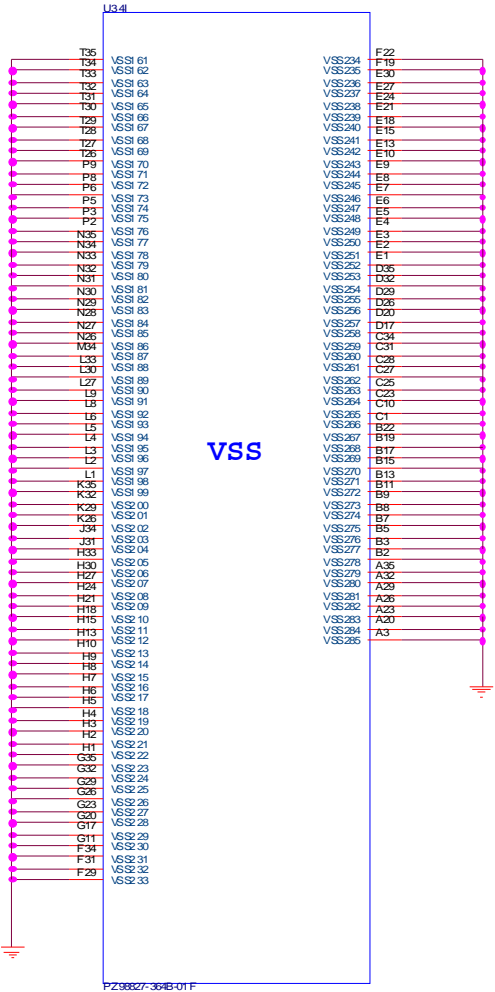 U34I
T35 VSS161
T34 VSS162
T33 VSS163
T32 VSS164
T31 VSS165
T30 VSS166
T29 VSS167
T28 VSS168
T27 VSS169
T26 VSS170
P9 VSS171
P8 VSS172
P6 VSS173
P5 VSS174
P3 VSS175
P2 VSS176
N35 VSS177
N34 VSS178
N33 VSS179
N32 VSS180
N31 VSS181
N30 VSS182
N29 VSS183
N28 VSS184
N27 VSS185
N26 VSS186
M34 VSS187
L33 VSS188
L30 VSS189
L27 VSS190
L9 VSS191
L8 VSS192
L6 VSS193
L5 VSS194
L4 VSS195
L3 VSS196
L2 VSS197
L1 VSS198
K35 VSS199
K32 VSS200
K29 VSS201
K26 VSS202
J34 VSS203
J31 VSS204
H33 VSS205
H30 VSS206
H27 VSS207
H24 VSS208
H21 VSS209
H18 VSS210
H15 VSS211
H13 VSS212
H10 VSS213
H9 VSS214
H8 VSS215
H7 VSS216
H6 VSS217
H5 VSS218
H4 VSS219
H3 VSS220
H2 VSS221
H1 VSS222
G35 VSS223
G32 VSS224
G29 VSS225
G26 VSS226
G23 VSS227
G20 VSS228
G17 VSS229
G11 VSS230
F34 VSS231
F31 VSS232
F29 VSS233
VSS
VSS234 F22
VSS235 F19
VSS236 E30
VSS237 E27
VSS238 E24
VSS239 E21
VSS240 E18
VSS241 E15
VSS242 E13
VSS243 E10
VSS244 E9
VSS245 E8
VSS246 E7
VSS247 E6
VSS248 E5
VSS249 E4
VSS250 E3
VSS251 E2
VSS252 E1
VSS253 D35
VSS254 D32
VSS255 D29
VSS256 D26
VSS257 D20
VSS258 D17
VSS259 C34
VSS260 C31
VSS261 C28
VSS262 C27
VSS263 C25
VSS264 C23
VSS265 C10
VSS266 C1
VSS267 B22
VSS268 B19
VSS269 B17
VSS270 B15
VSS271 B13
VSS272 B11
VSS273 B9
VSS274 B8
VSS275 B7
VSS276 B5
VSS277 B3
VSS278 B2
VSS279 A35
VSS280 A32
VSS281 A29
VSS282 A26
VSS283 A23
VSS284 A20
VSS285 A3
PZ98827-364B-01F